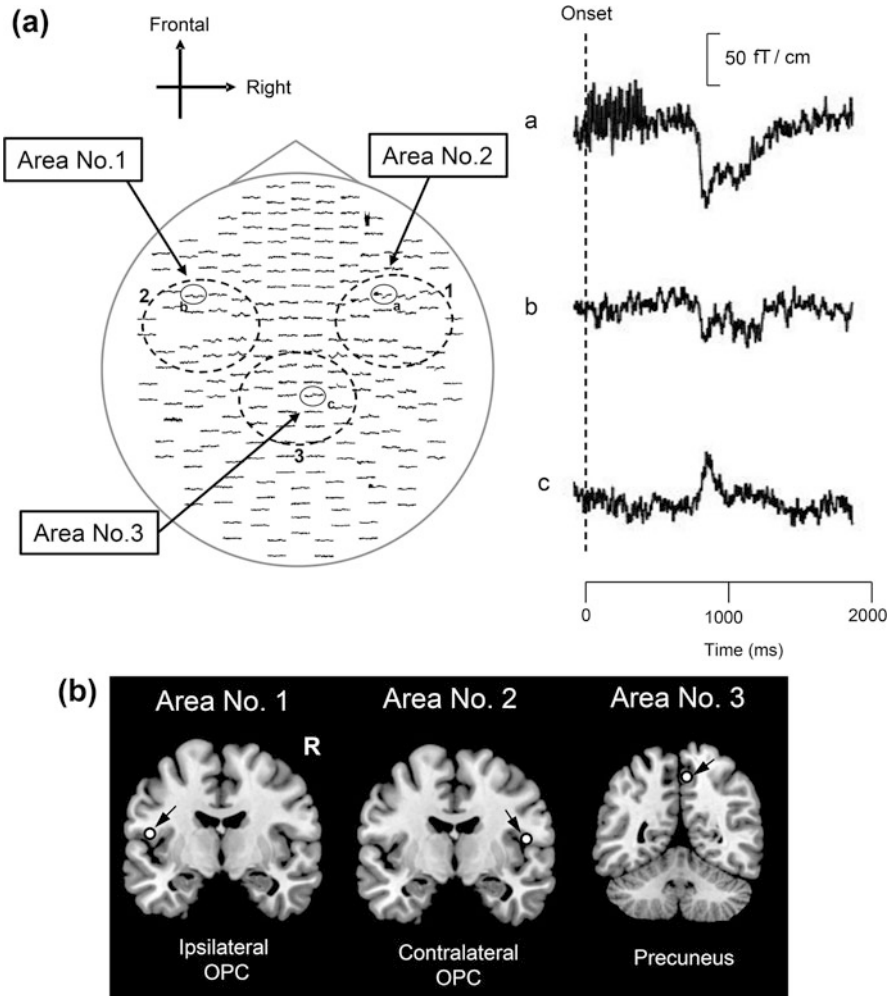 (a)
Frontal
Right
Area No.1
Area No.2
2
1
b
a
c
3
Area No.3
Onset
50 fT / cm
a
b
c
0
1000
2000
Time (ms)
(b)
Area No. 1
Area No. 2
Area No. 3
R
Ipsilateral
OPC
Contralateral
OPC
Precuneus